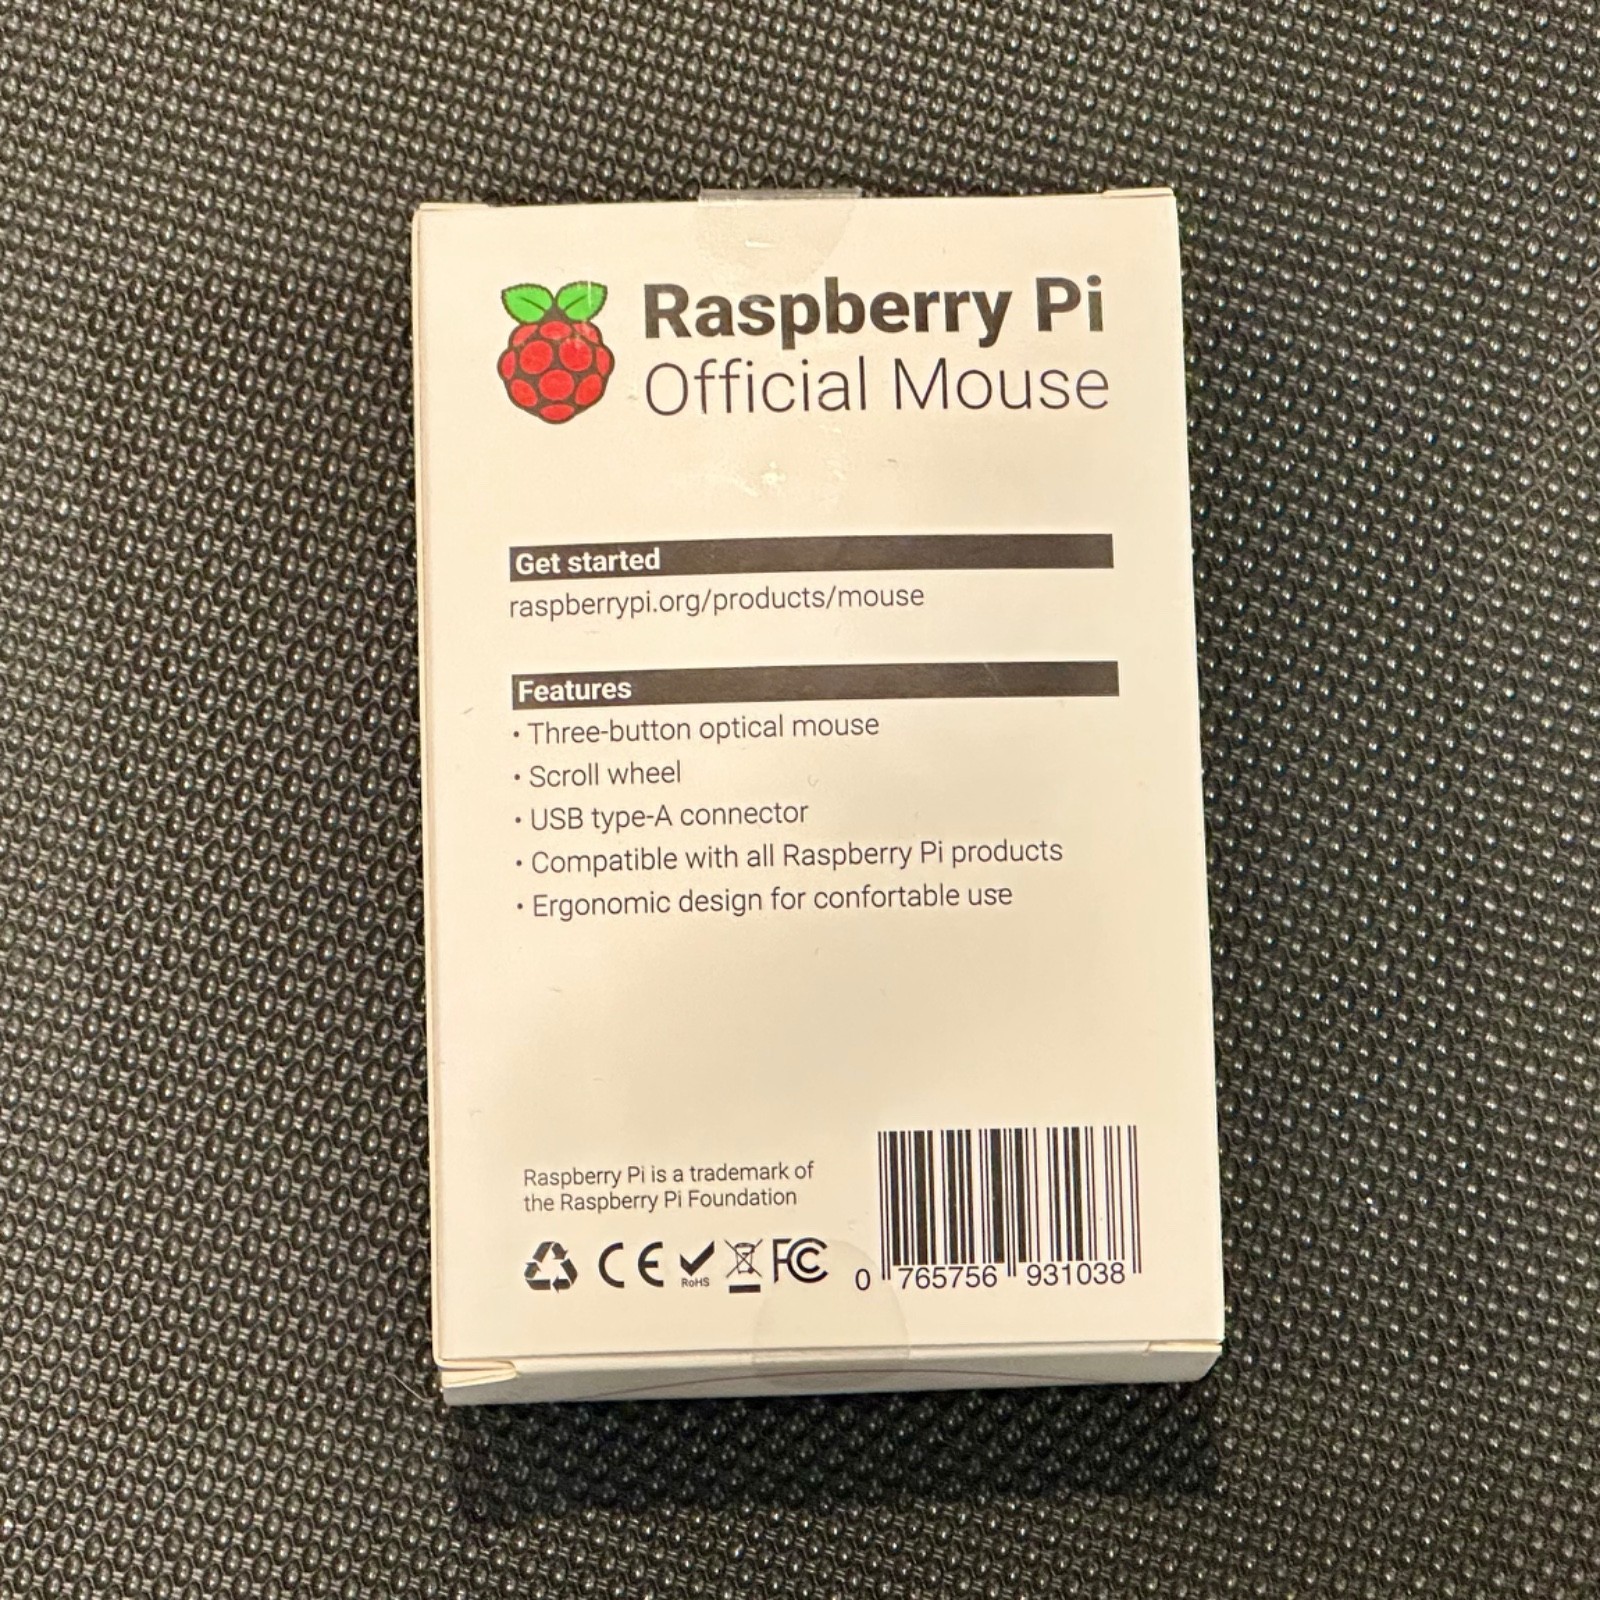 Raspberry Pi
Official Mouse
Get started
raspberrypi.org/products/mouse
Features
• Three-button optical mouse
• Scroll wheel
• USB type-A connector
• Compatible with all Raspberry Pi products
• Ergonomic design for confortable use
Raspberry Pi is a trademark of
the Raspberry Pi Foundation
CE RoHS FC
0 765756 931038